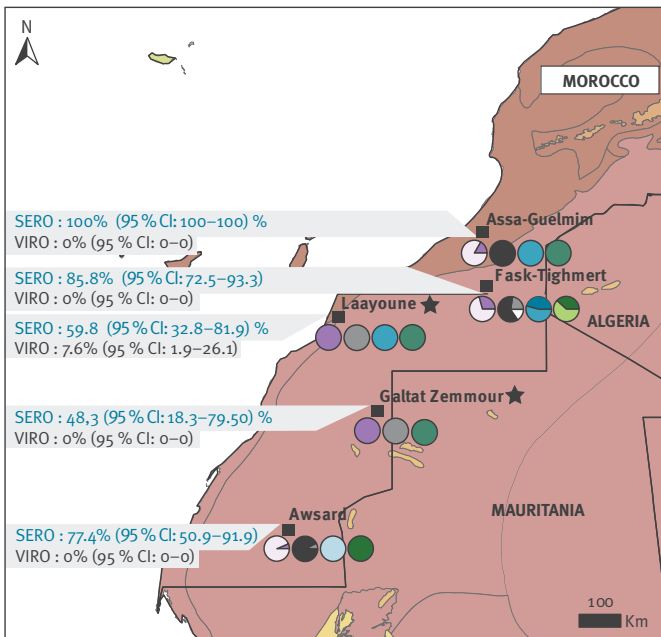 N
MOROCCO
Assa-Guelmim
SERO : 100% (95 % CI: 100–100) %
VIRO : 0% (95 % CI: 0–0)
Fask-Tighmert
SERO : 85.8% (95 % CI: 72.5–93.3)
VIRO : 0% (95 % CI: 0–0)
Laayoune
ALGERIA
SERO : 59.8 (95 % CI: 32.8–81.9) %
VIRO : 7.6% (95 % CI: 1.9–26.1)
Galtat Zemmour
SERO : 48,3 (95 % CI: 18.3–79.50) %
VIRO : 0% (95 % CI: 0–0)
MAURITANIA
Awsard
SERO : 77.4% (95 % CI: 50.9–91.9)
VIRO : 0% (95 % CI: 0–0)
100
Km